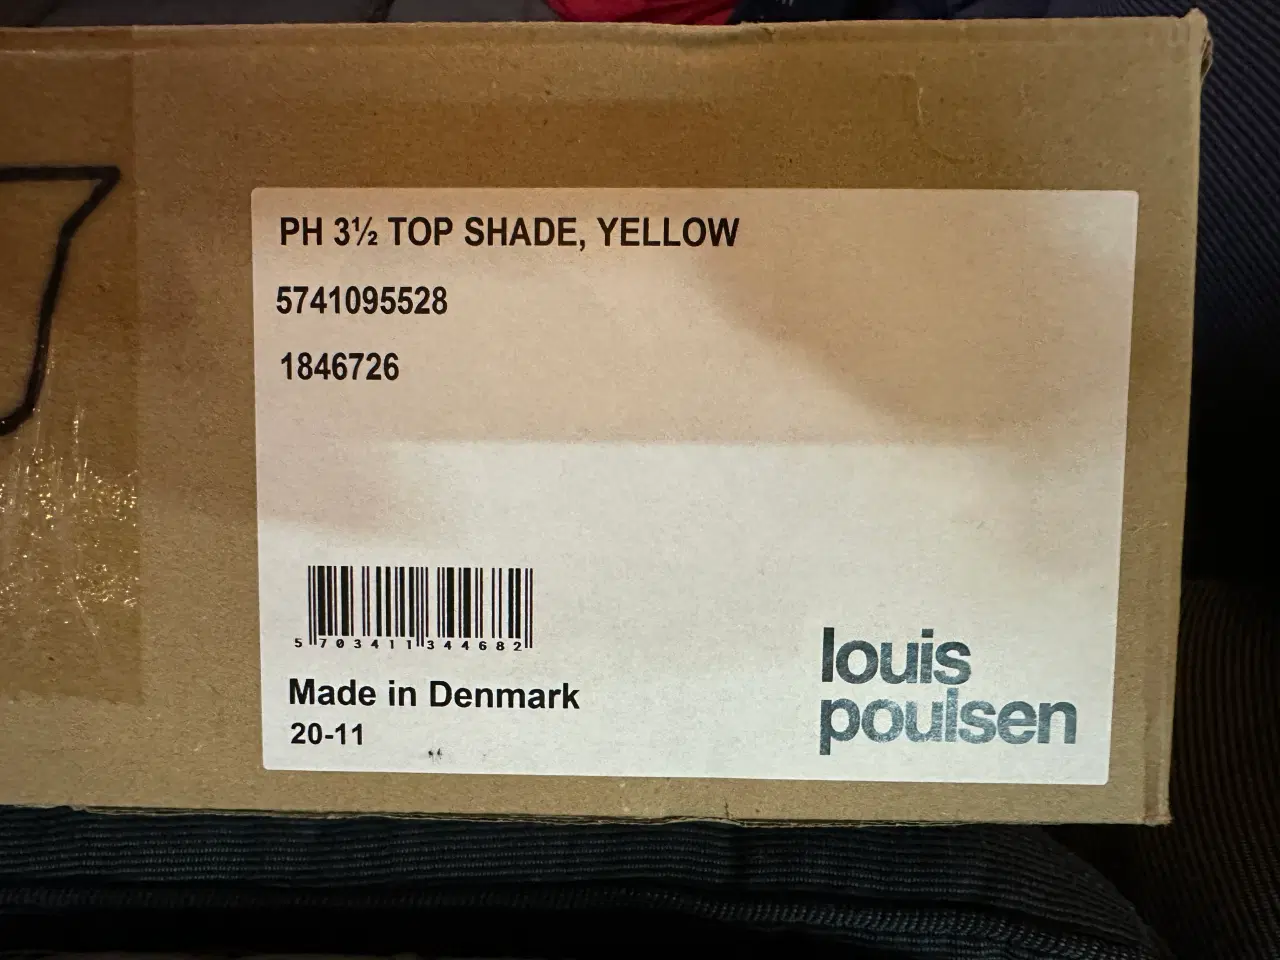 PH 3½ TOP SHADE, YELLOW
5741095528
1846726
5 703411 344682
Made in Denmark
20-11
louis
poulsen